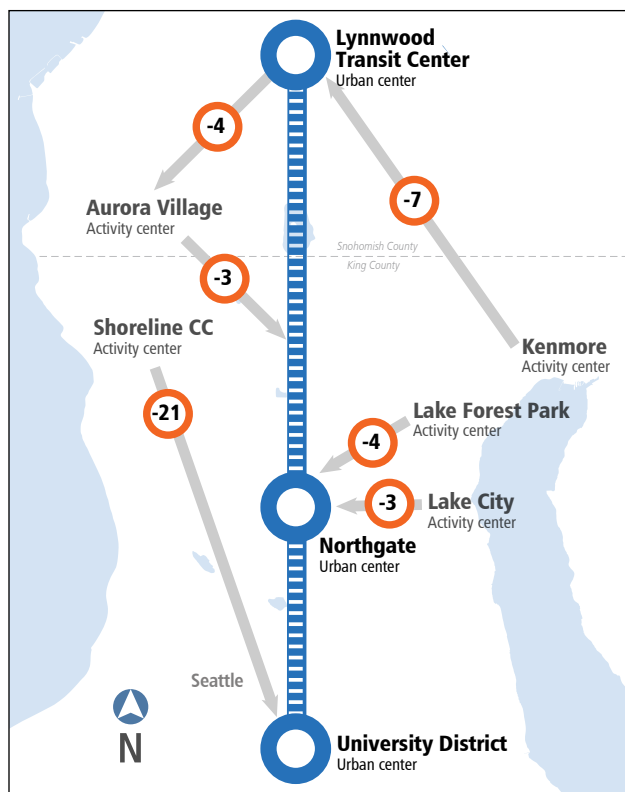 Lynnwood
Transit Center
Urban center
-4
-7
Aurora Village
Activity center
Snohomish County
King County
-3
Shoreline CC
Activity center
Kenmore
Activity center
-21
Lake Forest Park
Activity center
-4
-3
Lake City
Activity center
Northgate
Urban center
Seattle
N
University District
Urban center